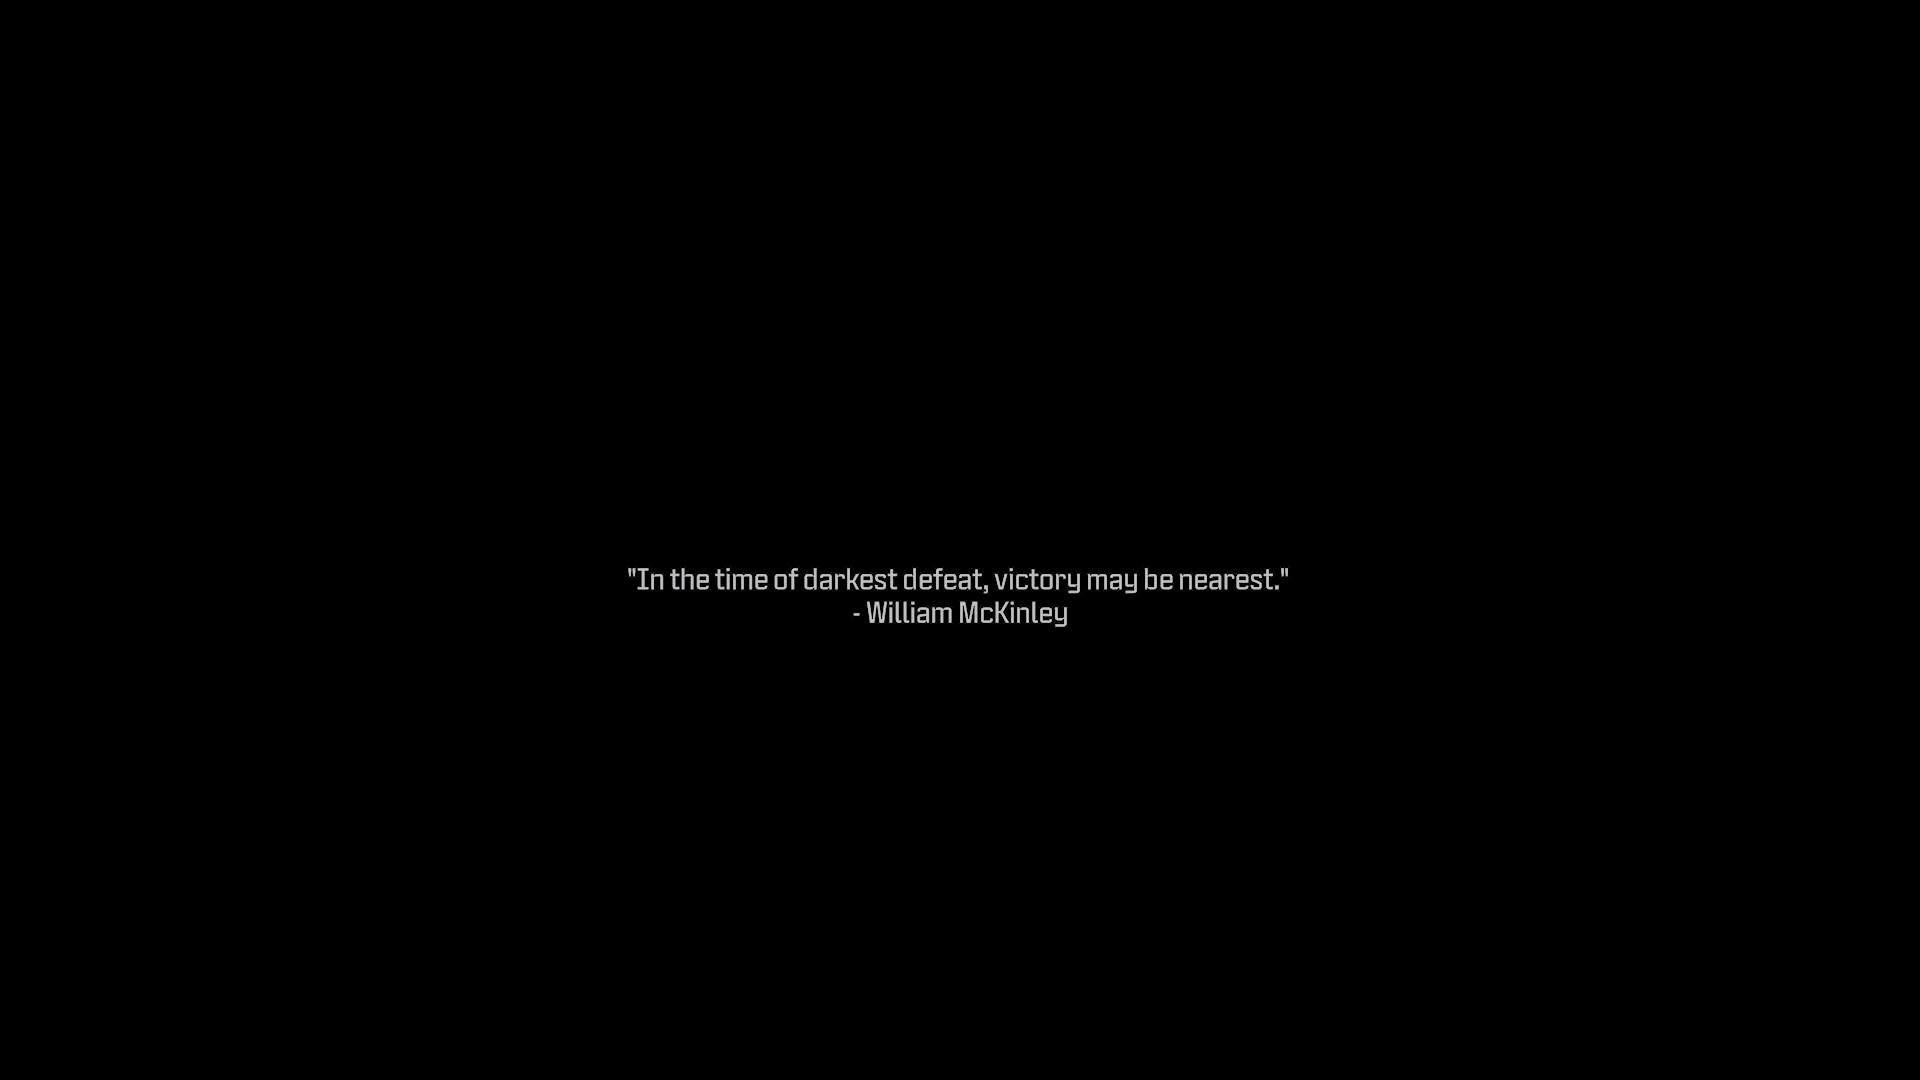 "In the time of darkest defeat, victory may be nearest."
- William McKinley